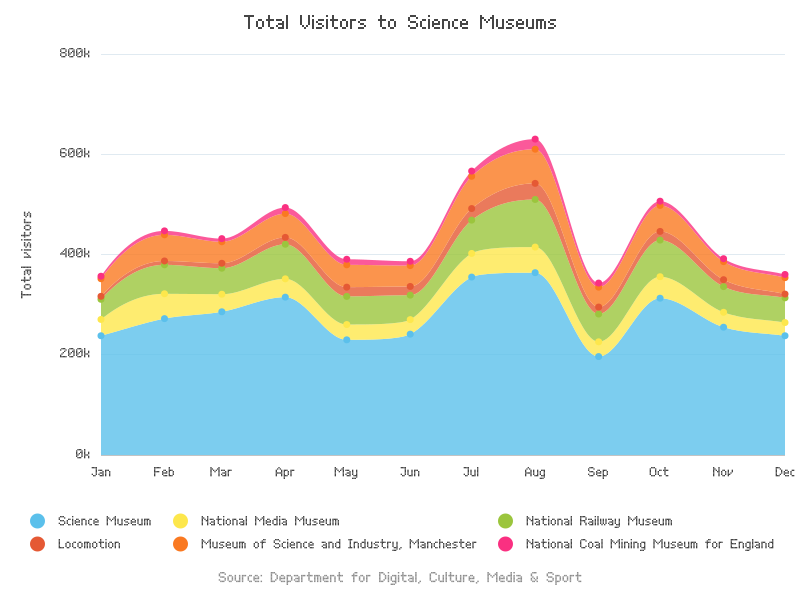 Total Visitors to Science Museums
800k
600k
400k
200k
0k
Total visitors
Jan Feb Mar Apr May Jun Jul Aug Sep Oct Nov Dec
Science Museum National Media Museum National Railway Museum
Locomotion Museum of Science and Industry, Manchester National Coal Mining Museum for England
Source: Department for Digital, Culture, Media & Sport